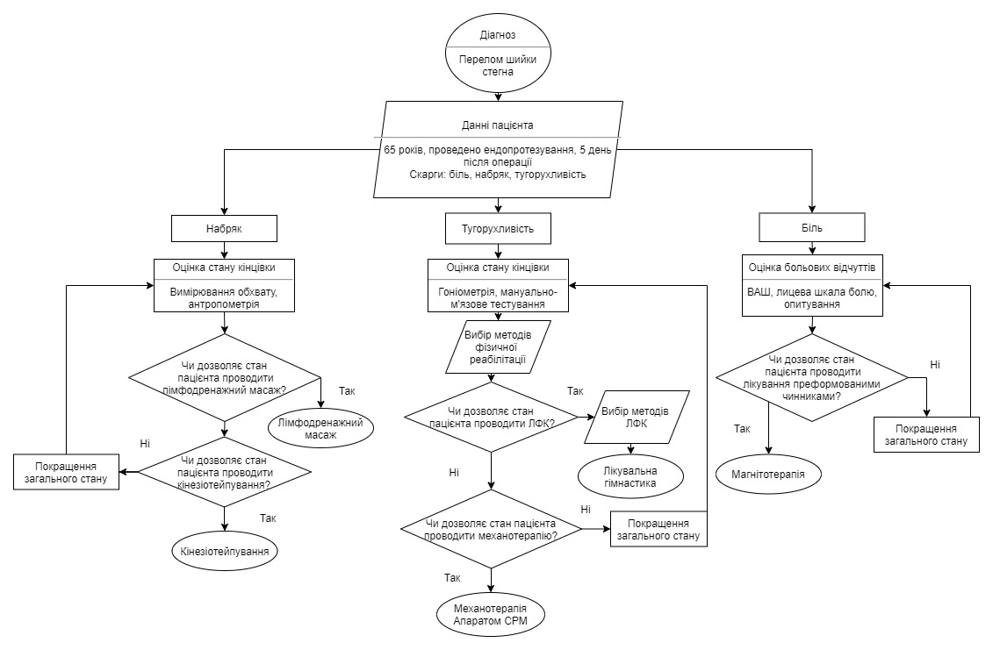 Діагноз
Перелом шийки
стегна
Данні пацієнта
65 років, проведено ендопротезування, 5 день
після операції
Скарги: біль, набряк, тугорухливість
Набряк
Оцінка стану кінцівки
Вимірювання обхвату,
антропометрія
Чи дозволяє стан
пацієнта проводити
лімфодренажний масаж?
Так
Лімфодренажний
масаж
Ні
Чи дозволяє стан
пацієнта проводити
кінезіотейпування?
Покращення
загального стану
Так
Кінезіотейпування
Тугорухливість
Оцінка стану кінцівки
Гоніометрія, мануально-
м'язове тестування
Вибір методів
фізичної
реабілітації
Чи дозволяє стан
пацієнта проводити ЛФК?
Так
Вибір методів
ЛФК
Лікувальна
гімнастика
Ні
Чи дозволяє стан пацієнта
проводити механотерапію?
Ні
Покращення
загального стану
Так
Механотерапія
Апаратом CPM
Біль
Оцінка больових відчуттів
ВАШ, лицева шкала болю,
опитування
Чи дозволяє стан
пацієнта проводити
лікування преформованими
чинниками?
Ні
Покращення
загального стану
Так
Магнітотерапія